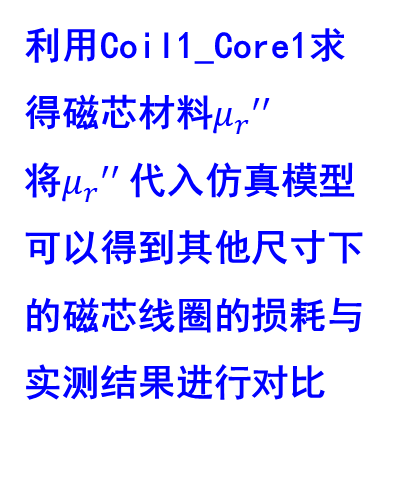 利用Coil1_Core1求
得磁芯材料μᵣ″
将μᵣ″代入仿真模型
可以得到其他尺寸下
的磁芯线圈的损耗与
实测结果进行对比